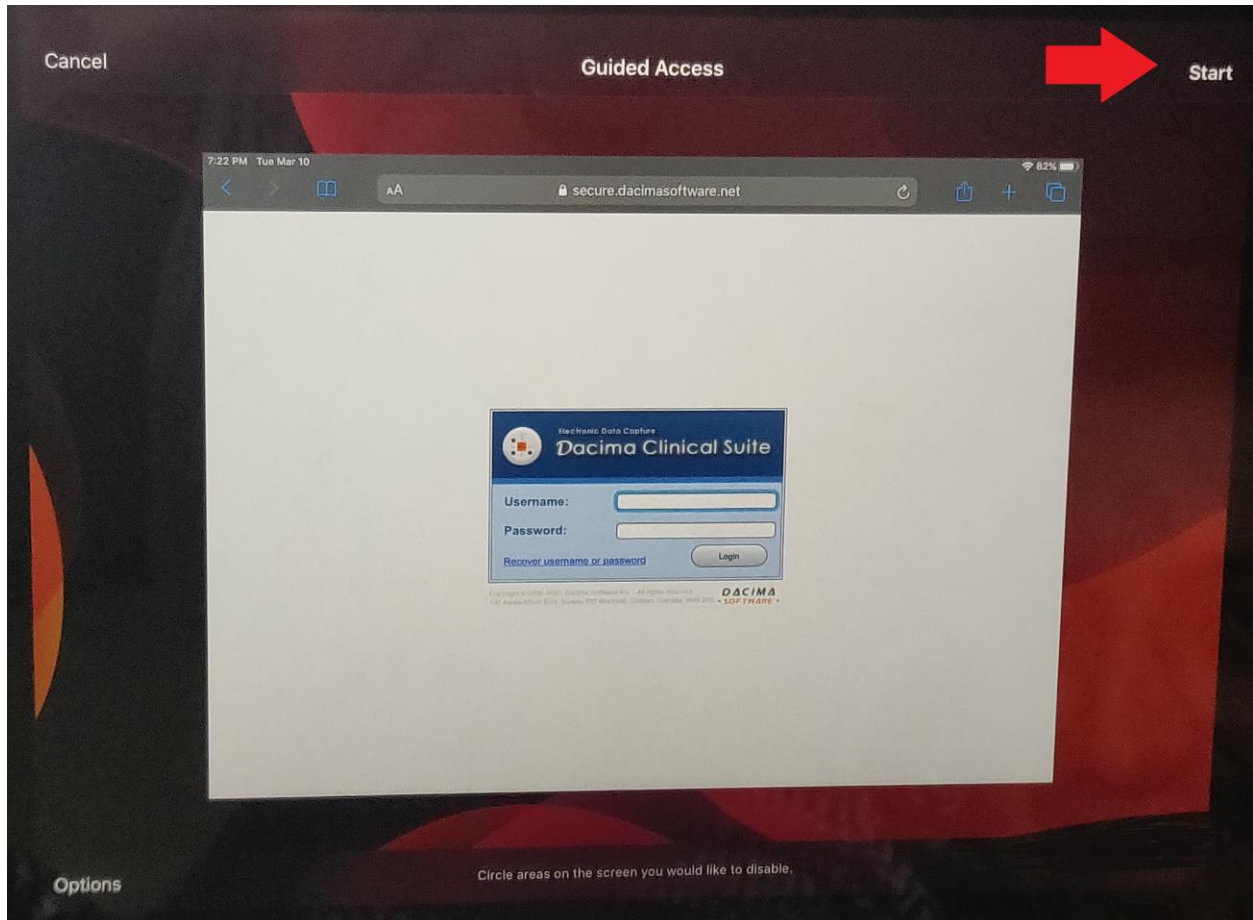 Cancel
Guided Access
Start
7:22 PM Tue Mar 10
82%
AA
secure.dacimasoftware.net
Electronic Data Capture
Dacima Clinical Suite
Username:
Password:
Recover username or password
Login
DACIMA
SOFTWARE
Options
Circle areas on the screen you would like to disable.